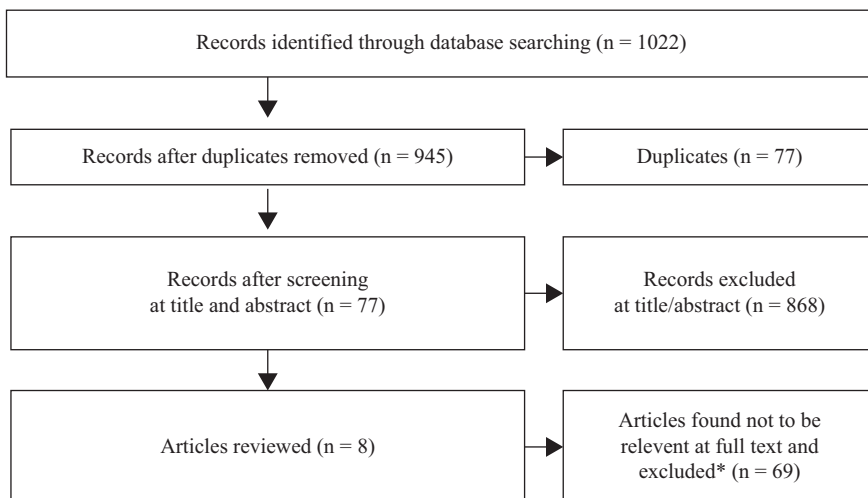 Records identified through database searching (n = 1022)
Records after duplicates removed (n = 945)
Duplicates (n = 77)
Records after screening
at title and abstract (n = 77)
Records excluded
at title/abstract (n = 868)
Articles reviewed (n = 8)
Articles found not to be
relevent at full text and
excluded* (n = 69)